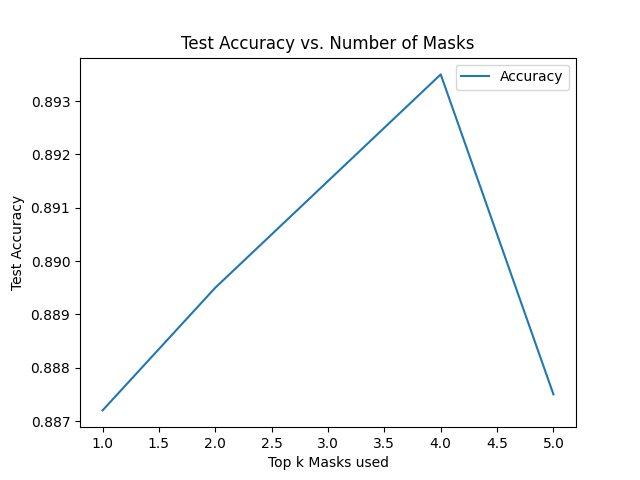 Test Accuracy vs. Number of Masks
Accuracy
0.893
0.892
0.891
0.890
0.889
0.888
0.887
Test Accuracy
1.0 1.5 2.0 2.5 3.0 3.5 4.0 4.5 5.0
Top k Masks used